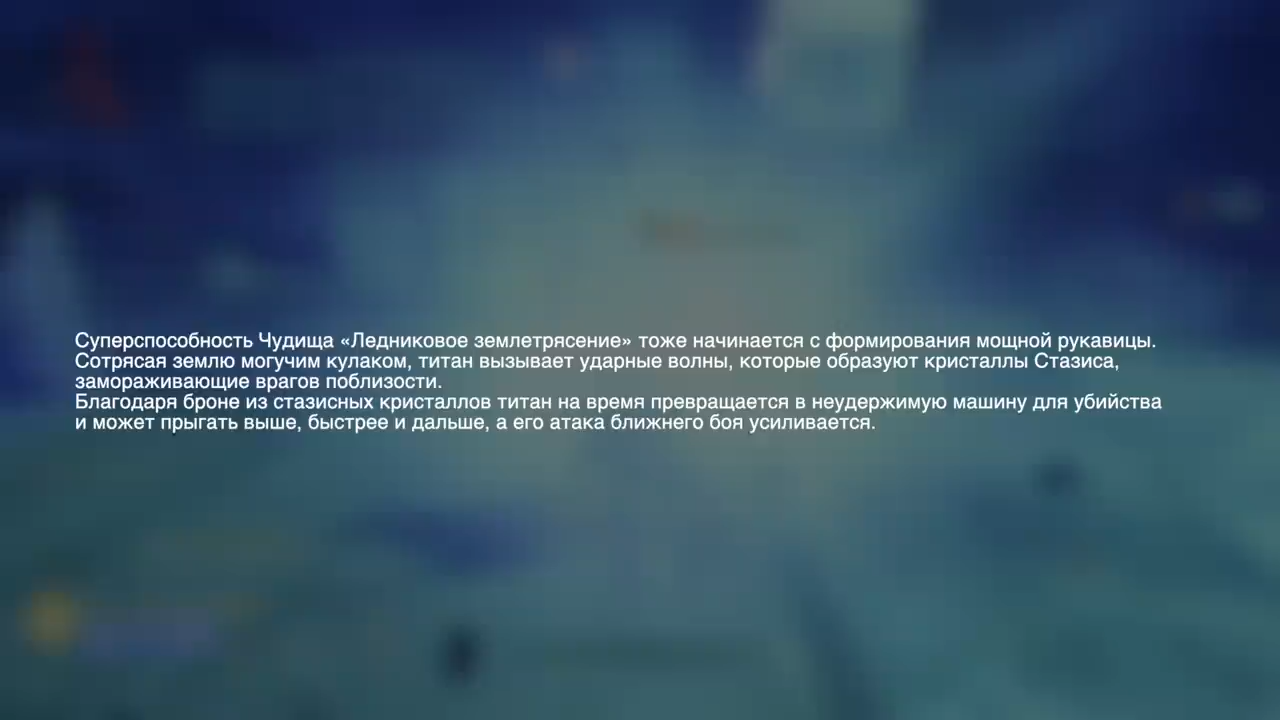 Суперспособность Чудища «Ледниковое землетрясение» тоже начинается с формирования мощной рукавицы.
Сотрясая землю могучим кулаком, титан вызывает ударные волны, которые образуют кристаллы Стазиса,
замораживающие врагов поблизости.
Благодаря броне из стазисных кристаллов титан на время превращается в неудержимую машину для убийства
и может прыгать выше, быстрее и дальше, а его атака ближнего боя усиливается.